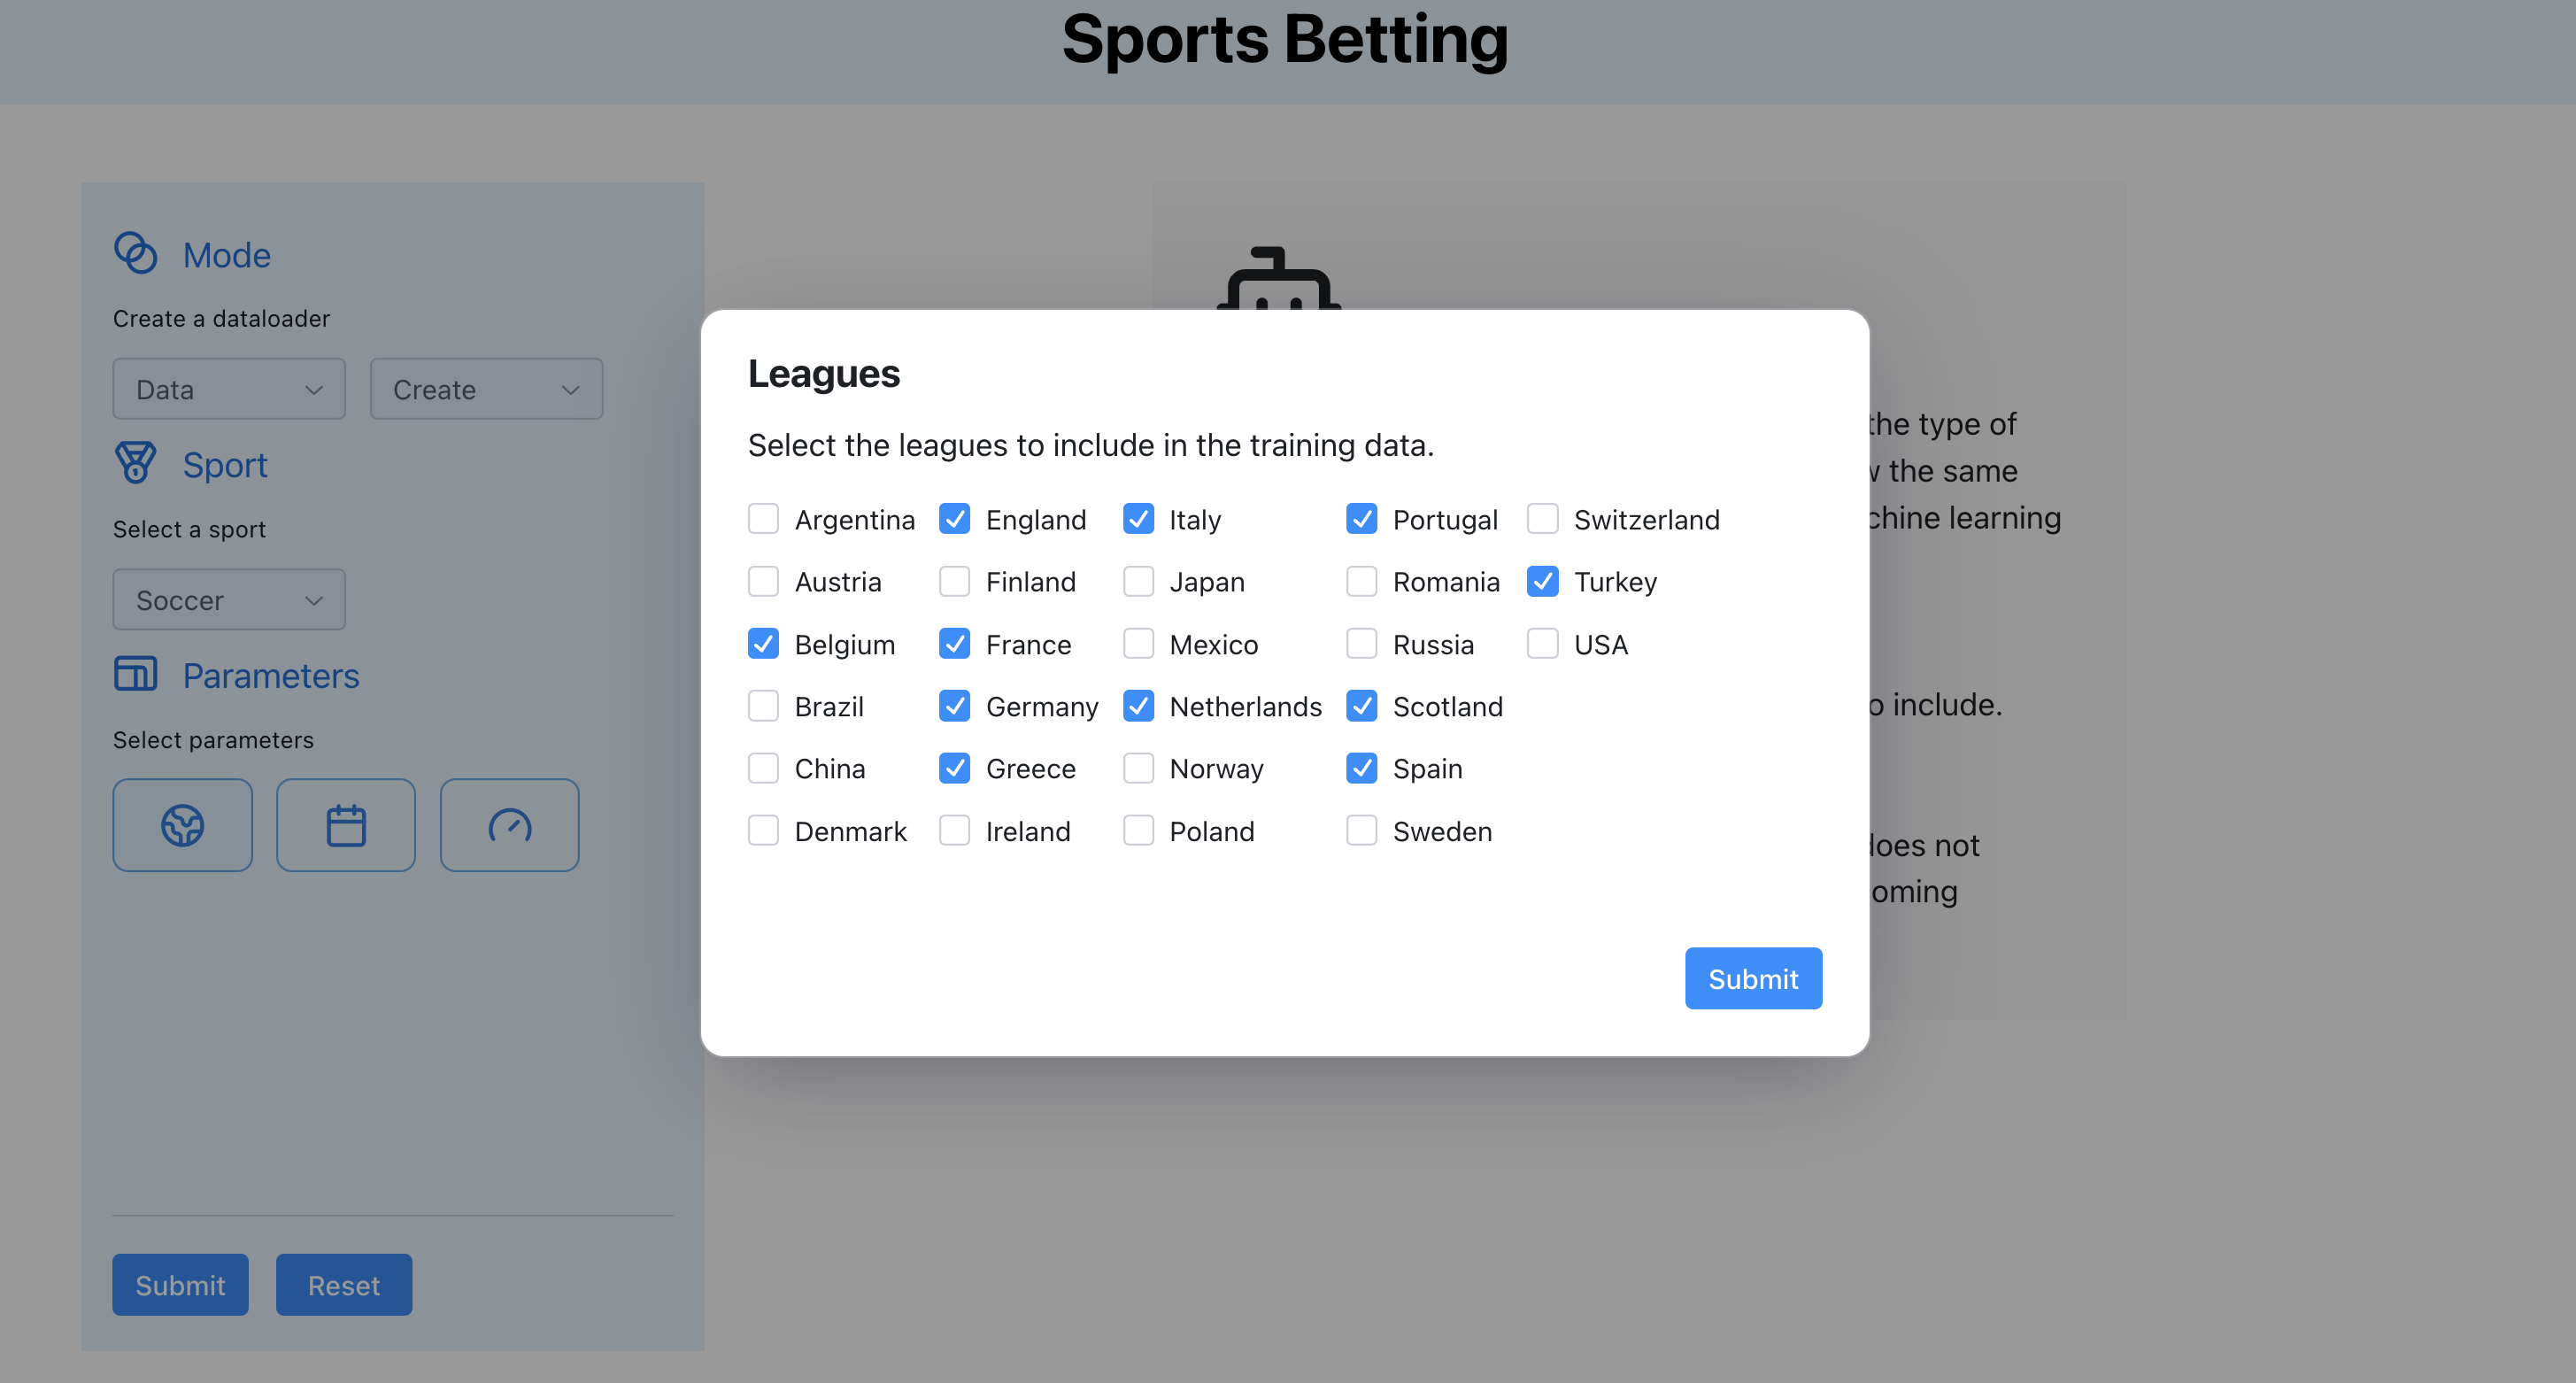 Sports Betting
Mode
Create a dataloader
Data
Create
Sport
Select a sport
Soccer
Parameters
Select parameters
Submit
Reset
Leagues
Select the leagues to include in the training data.
Argentina England Italy Portugal Switzerland
Austria Finland Japan Romania Turkey
Belgium France Mexico Russia USA
Brazil Germany Netherlands Scotland
China Greece Norway Spain
Denmark Ireland Poland Sweden
Submit
the type of
the same
learning
include.
does not